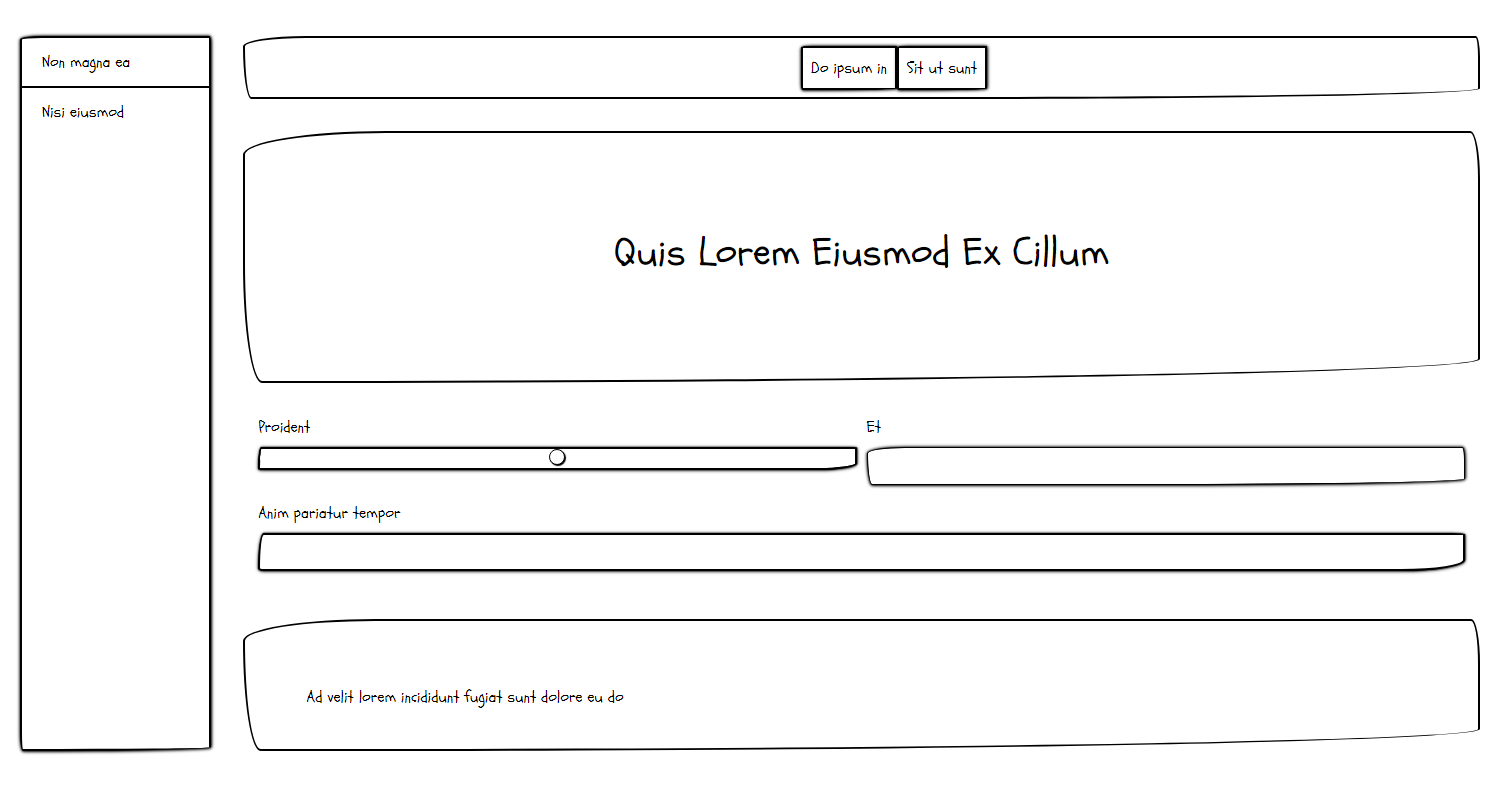 Non magna ea
Nisi eiusmod
Do ipsum in
Sit ut sunt
Quis Lorem Eiusmod Ex Cillum
Proident
Et
Anim pariatur tempor
Ad velit lorem incididunt fugiat sunt dolore eu do